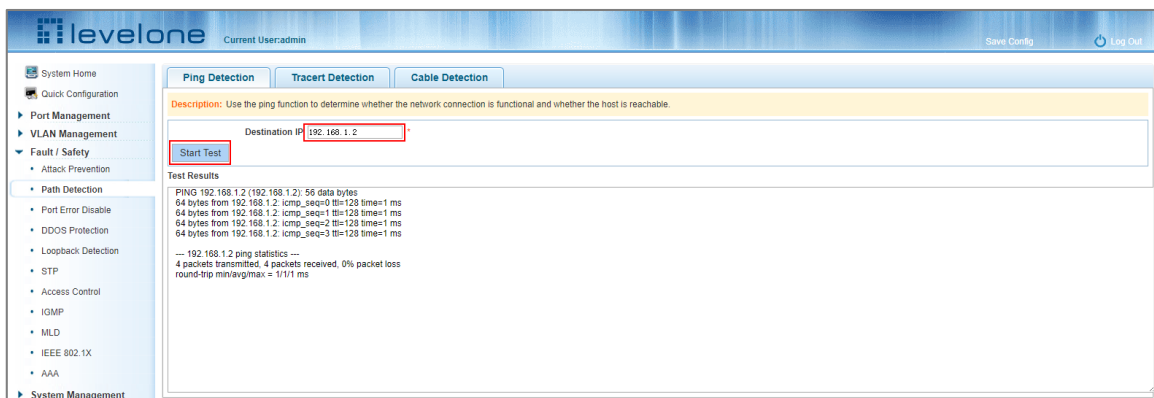 levelone Current User:admin Save Config Log Out
System Home
Quick Configuration
Port Management
VLAN Management
Fault / Safety
Attack Prevention
Path Detection
Port Error Disable
DDOS Protection
Loopback Detection
STP
Access Control
IGMP
MLD
IEEE 802.1X
AAA
System Management
Ping Detection Tracert Detection Cable Detection
Description: Use the ping function to determine whether the network connection is functional and whether the host is reachable.
Destination IP 192.168.1.2 *
Start Test
Test Results
PING 192.168.1.2 (192.168.1.2): 56 data bytes
64 bytes from 192.168.1.2: icmp_seq=0 ttl=128 time=1 ms
64 bytes from 192.168.1.2: icmp_seq=1 ttl=128 time=1 ms
64 bytes from 192.168.1.2: icmp_seq=2 ttl=128 time=1 ms
64 bytes from 192.168.1.2: icmp_seq=3 ttl=128 time=1 ms
--- 192.168.1.2 ping statistics ---
4 packets transmitted, 4 packets received, 0% packet loss
round-trip min/avg/max = 1/1/1 ms